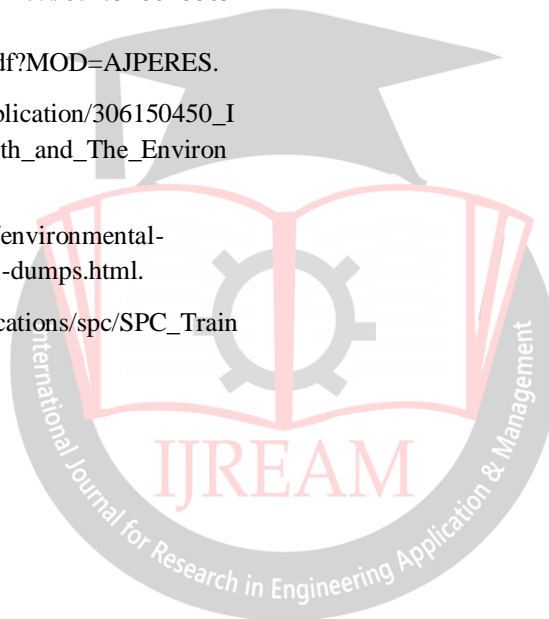 df?MOD=AJPERES.
plication/306150450_I
th_and_The_Environ
environmental-
-dumps.html.
cations/spc/SPC_Train
IJREAM
International Journal for Research in Engineering Application & Management